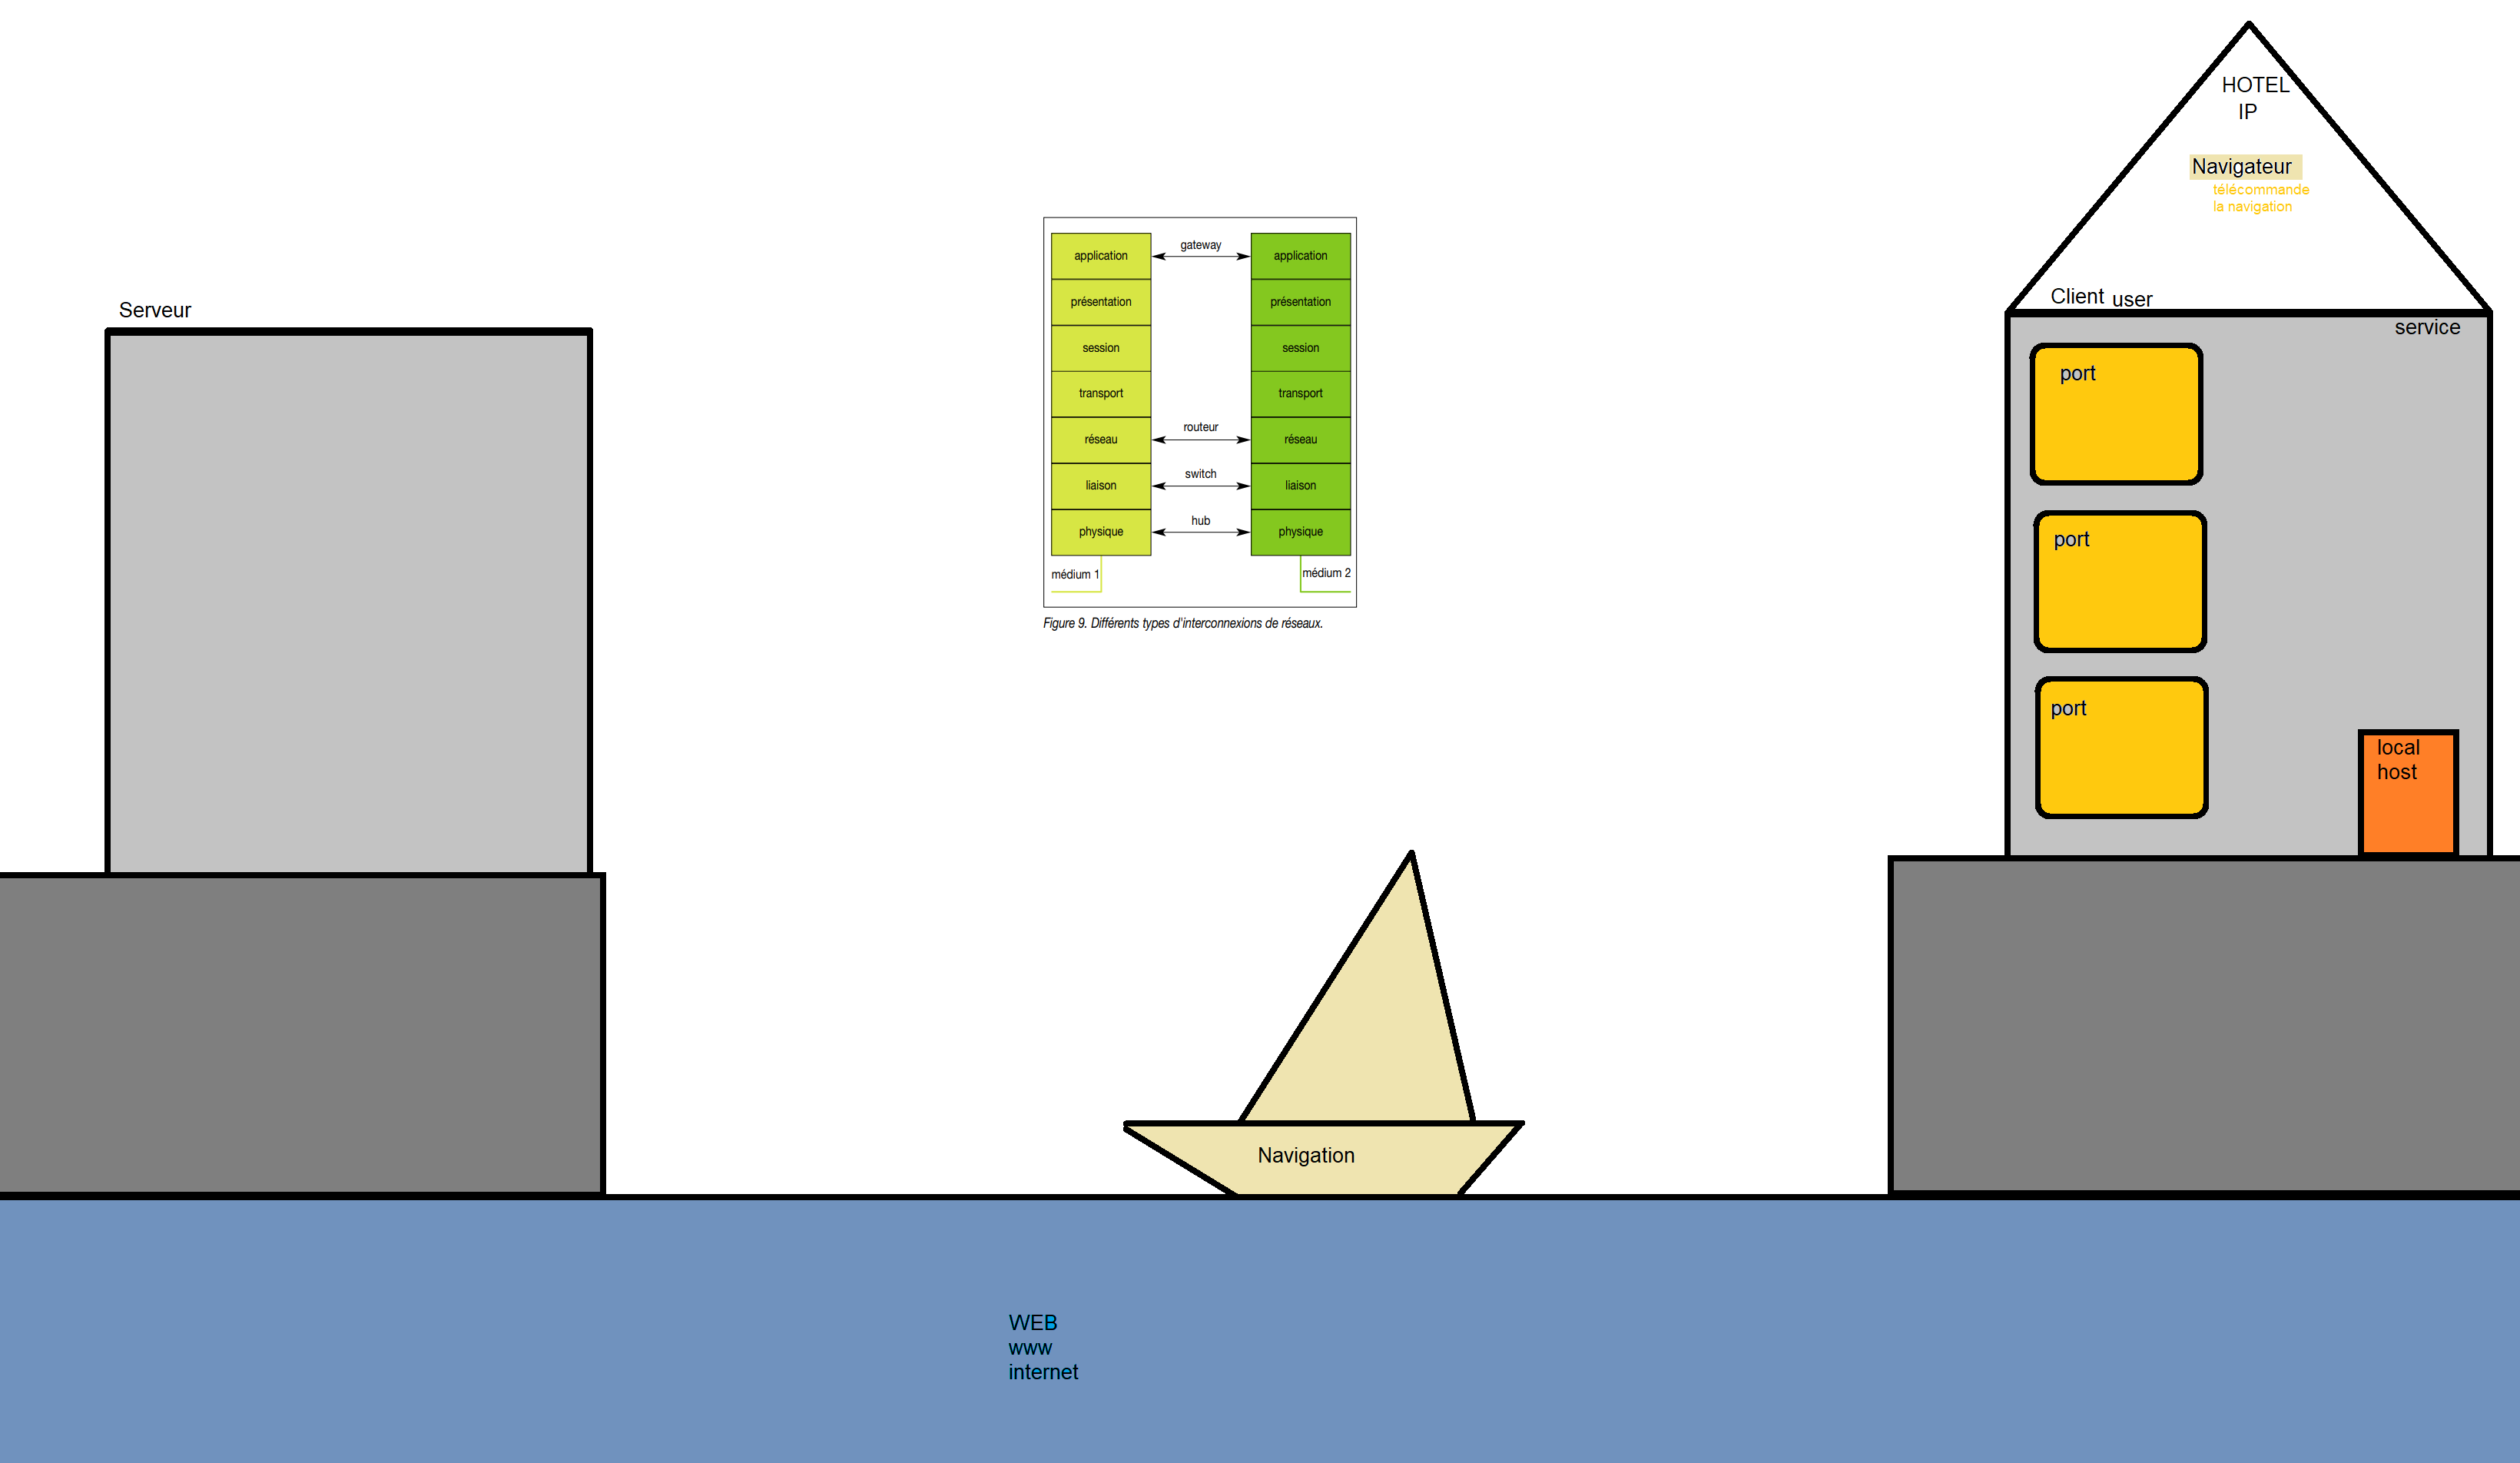 Serveur
application
gateway
application
présentation
présentation
session
session
transport
transport
réseau
routeur
réseau
liaison
switch
liaison
physique
hub
physique
médium 1
médium 2
Figure 9. Différents types d'interconnexions de réseaux.
HOTEL
IP
Navigateur
télécommande
la navigation
Client user
service
port
port
port
local
host
Navigation
WEB
www
internet